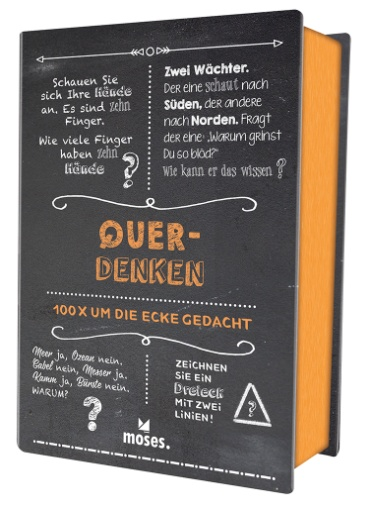 Schauen Sie
sich Ihre Hände
an. Es sind zehn
Finger.
Wie viele Finger
haben zehn
Hände ?
Zwei Wächter.
Der eine schaut nach
Süden, der andere
nach Norden. Fragt
der eine: „Warum grinst
Du so blöd?"
Wie kann er das wissen ?
QUER-
DENKEN
100 X UM DIE ECKE GEDACHT
Meer ja, Ozean nein.
Gabel nein, Messer ja.
Kamm ja, Bürste nein.
WARUM?
?
ZEICHNEN
SIE EIN
Dreieck
MIT ZWEI
LINIEN!
?
moses.